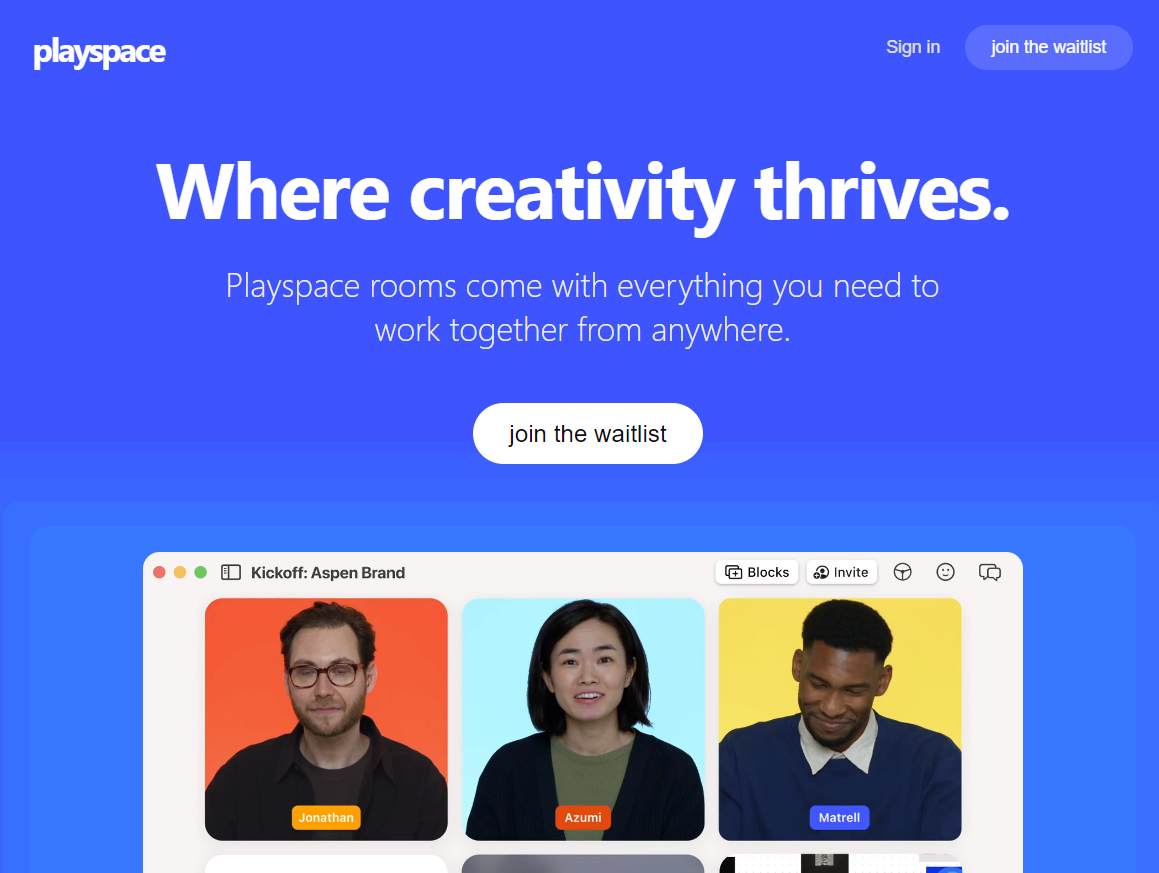 playspace
Sign in
join the waitlist
Where creativity thrives.
Playspace rooms come with everything you need to
work together from anywhere.
join the waitlist
Kickoff: Aspen Brand
Blocks
Invite
Jonathan
Azumi
Matrell